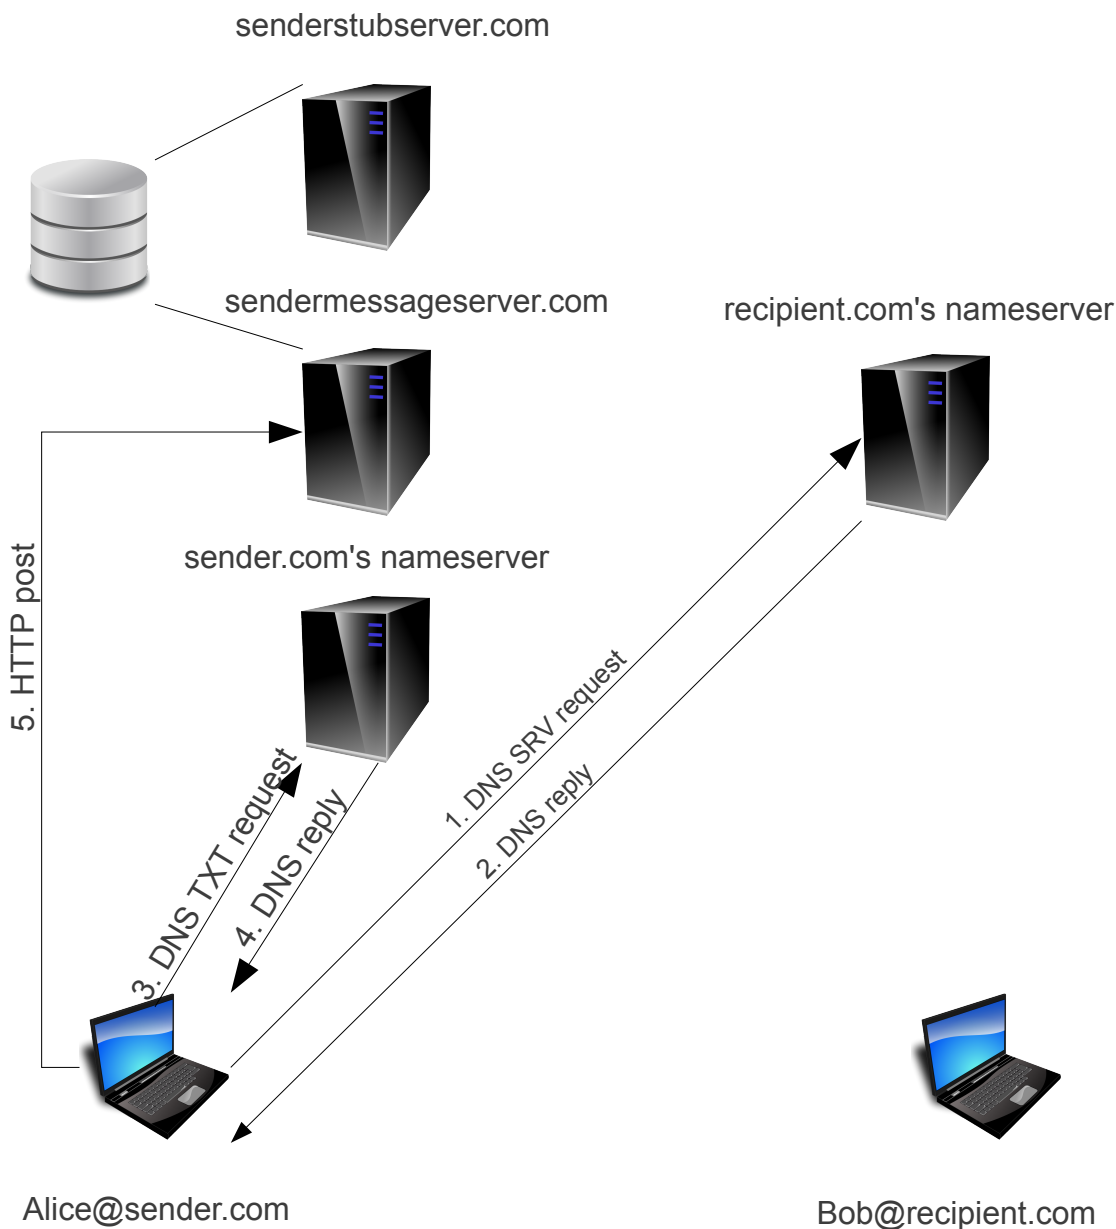 senderstubserver.com
sendermessageserver.com
recipient.com's nameserver
sender.com's nameserver
5. HTTP post
1. DNS SRV request
2. DNS reply
3. DNS TXT request
4. DNS reply
Alice@sender.com
Bob@recipient.com